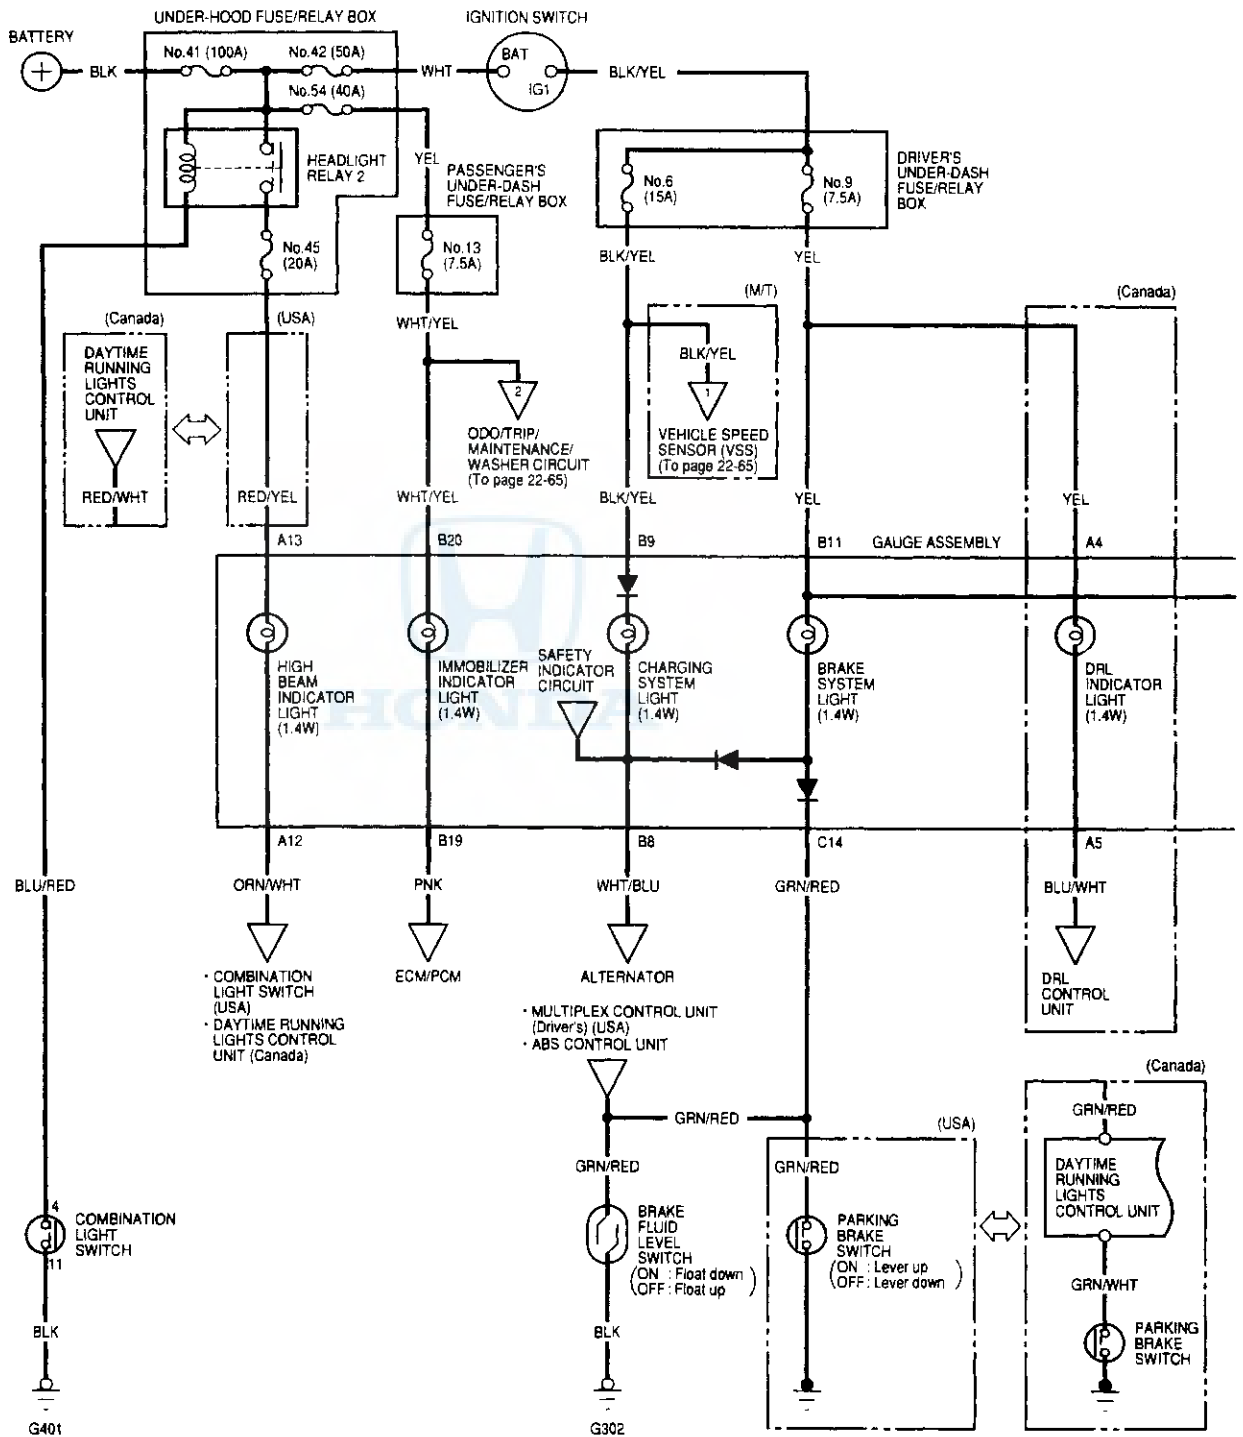 UNDER-HOOD FUSE/RELAY BOX
IGNITION SWITCH
BATTERY
No.41 (100A)
No.42 (50A)
BAT
BLK
WHT
BLK/YEL
IG1
No.54 (40A)
HEADLIGHT
RELAY 2
YEL
PASSENGER'S
UNDER-DASH
FUSE/RELAY BOX
No.6
(15A)
No.9
(7.5A)
DRIVER'S
UNDER-DASH
FUSE/RELAY
BOX
No.45
(20A)
No.13
(7.5A)
BLK/YEL
YEL
(M/T)
(Canada)
(Canada)
(USA)
WHT/YEL
DAYTIME
RUNNING
LIGHTS
CONTROL
UNIT
BLK/YEL
2
1
ODO/TRIP/
MAINTENANCE/
WASHER CIRCUIT
(To page 22-65)
VEHICLE SPEED
SENSOR (VSS)
(To page 22-65)
RED/WHT
RED/YEL
WHT/YEL
BLK/YEL
YEL
YEL
A13
B20
B9
B11
GAUGE ASSEMBLY
A4
HONDA
HIGH
BEAM
INDICATOR
LIGHT
(1.4W)
IMMOBILIZER
INDICATOR
LIGHT
(1.4W)
SAFETY
INDICATOR
CIRCUIT
CHARGING
SYSTEM
LIGHT
(1.4W)
BRAKE
SYSTEM
LIGHT
(1.4W)
DRL
INDICATOR
LIGHT
(1.4W)
A12
B19
B8
C14
A5
BLU/RED
ORN/WHT
PNK
WHT/BLU
GRN/RED
BLU/WHT
· COMBINATION
LIGHT SWITCH
(USA)
· DAYTIME RUNNING
LIGHTS CONTROL
UNIT (Canada)
ECM/PCM
ALTERNATOR
DRL
CONTROL
UNIT
· MULTIPLEX CONTROL UNIT
(Driver's) (USA)
· ABS CONTROL UNIT
(Canada)
GRN/RED
GRN/RED
(USA)
GRN/RED
GRN/RED
DAYTIME
RUNNING
LIGHTS
CONTROL UNIT
4
COMBINATION
LIGHT
SWITCH
11
BRAKE
FLUID
LEVEL
SWITCH
(ON : Float down)
(OFF : Float up)
PARKING
BRAKE
SWITCH
(ON : Lever up)
(OFF : Lever down)
GRN/WHT
BLK
BLK
PARKING
BRAKE
SWITCH
G401
G302